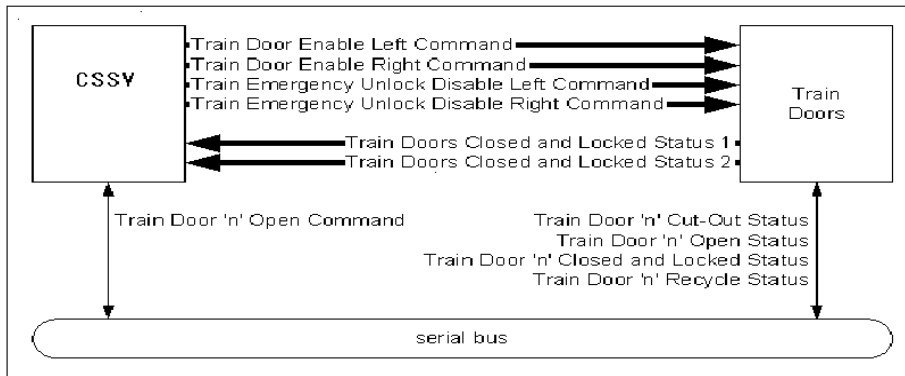 Train Door Enable Left Command
Train Door Enable Right Command
CSSV
Train Emergency Unlock Disable Left Command
Train Emergency Unlock Disable Right Command
Train
Doors
Train Doors Closed and Locked Status 1
Train Doors Closed and Locked Status 2
Train Door 'n' Open Command
Train Door 'n' Cut-Out Status
Train Door 'n' Open Status
Train Door 'n' Closed and Locked Status
Train Door 'n' Recycle Status
serial bus